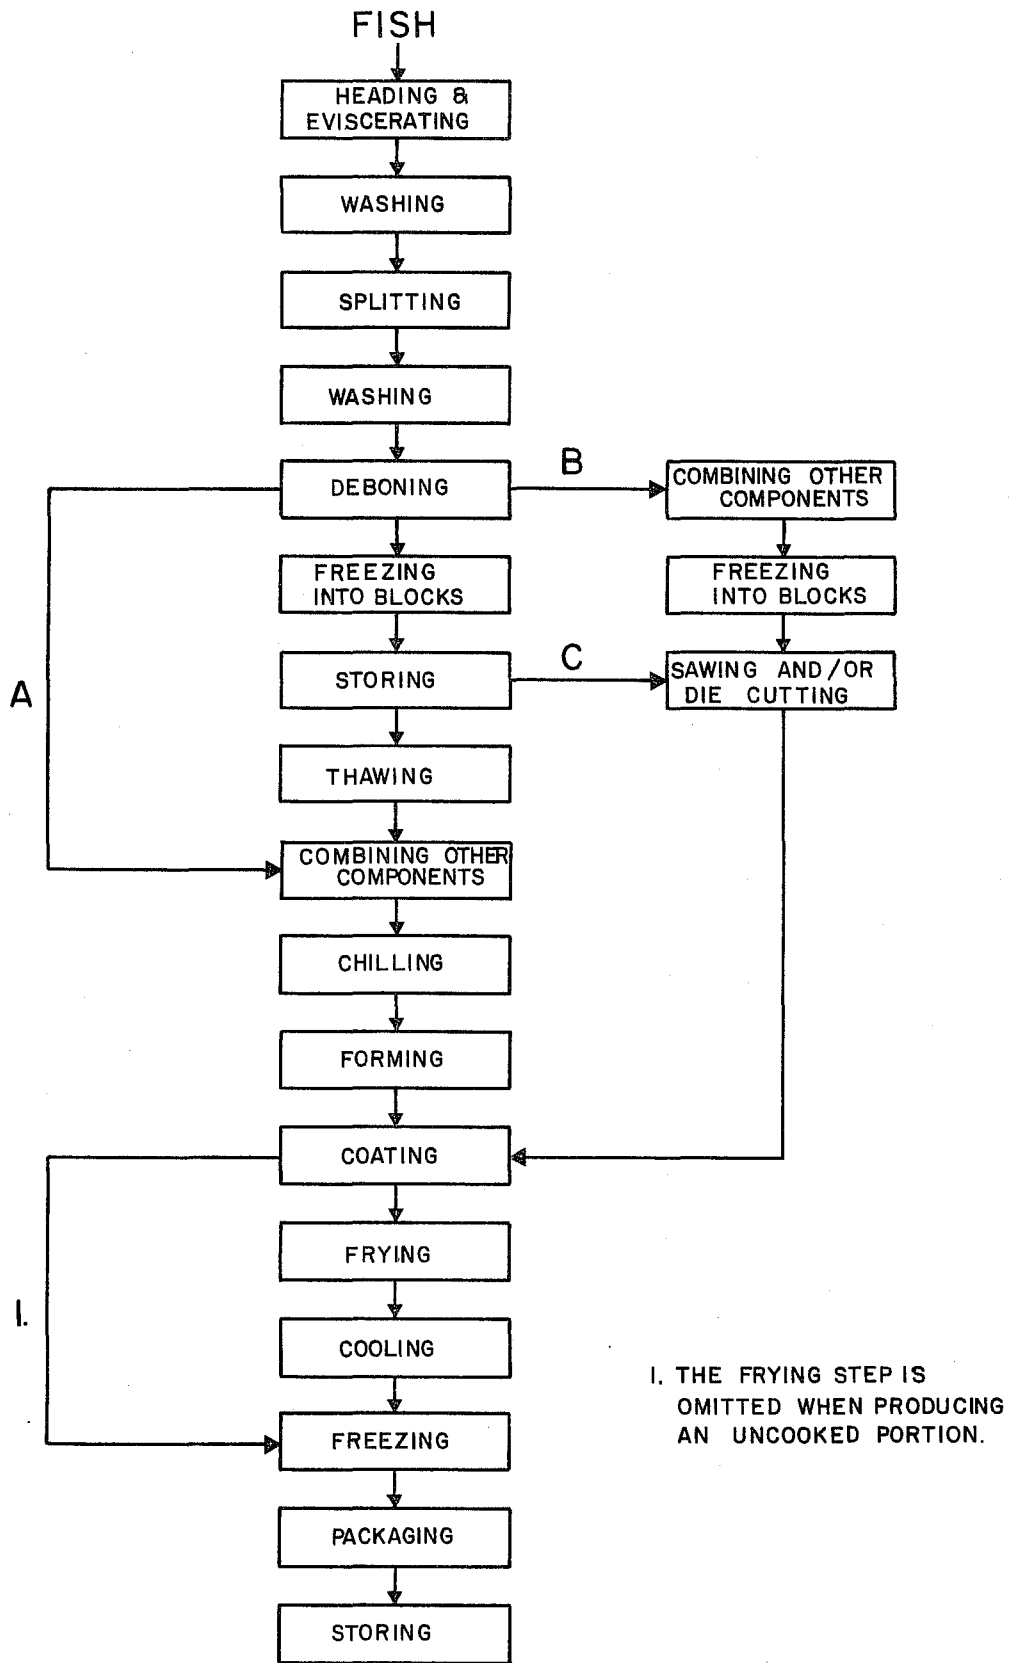 FISH
HEADING &
EVISCERATING
WASHING
SPLITTING
WASHING
DEBONING
B
COMBINING OTHER
COMPONENTS
FREEZING
INTO BLOCKS
FREEZING
INTO BLOCKS
STORING
C
SAWING AND/OR
DIE CUTTING
A
THAWING
COMBINING OTHER
COMPONENTS
CHILLING
FORMING
COATING
FRYING
1.
COOLING
FREEZING
PACKAGING
STORING
1. THE FRYING STEP IS
OMITTED WHEN PRODUCING
AN UNCOOKED PORTION.